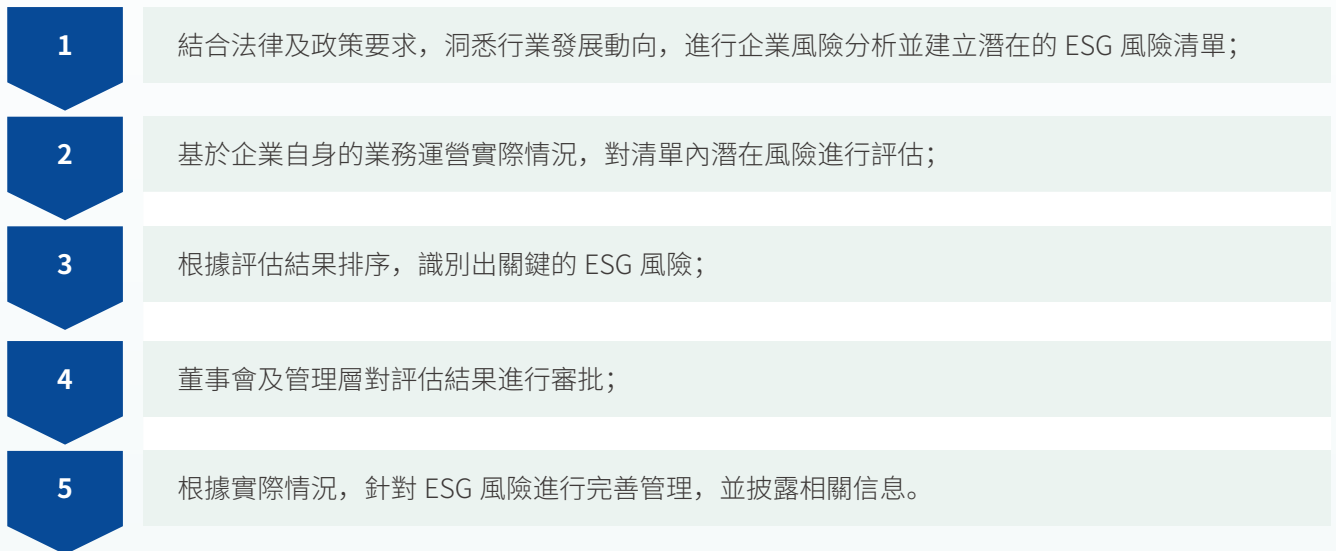 1
結合法律及政策要求，洞悉行業發展動向，進行企業風險分析並建立潛在的 ESG 風險清單；
2
基於企業自身的業務運營實際情況，對清單內潛在風險進行評估；
3
根據評估結果排序，識別出關鍵的 ESG 風險；
4
董事會及管理層對評估結果進行審批；
5
根據實際情況，針對 ESG 風險進行完善管理，並披露相關信息。